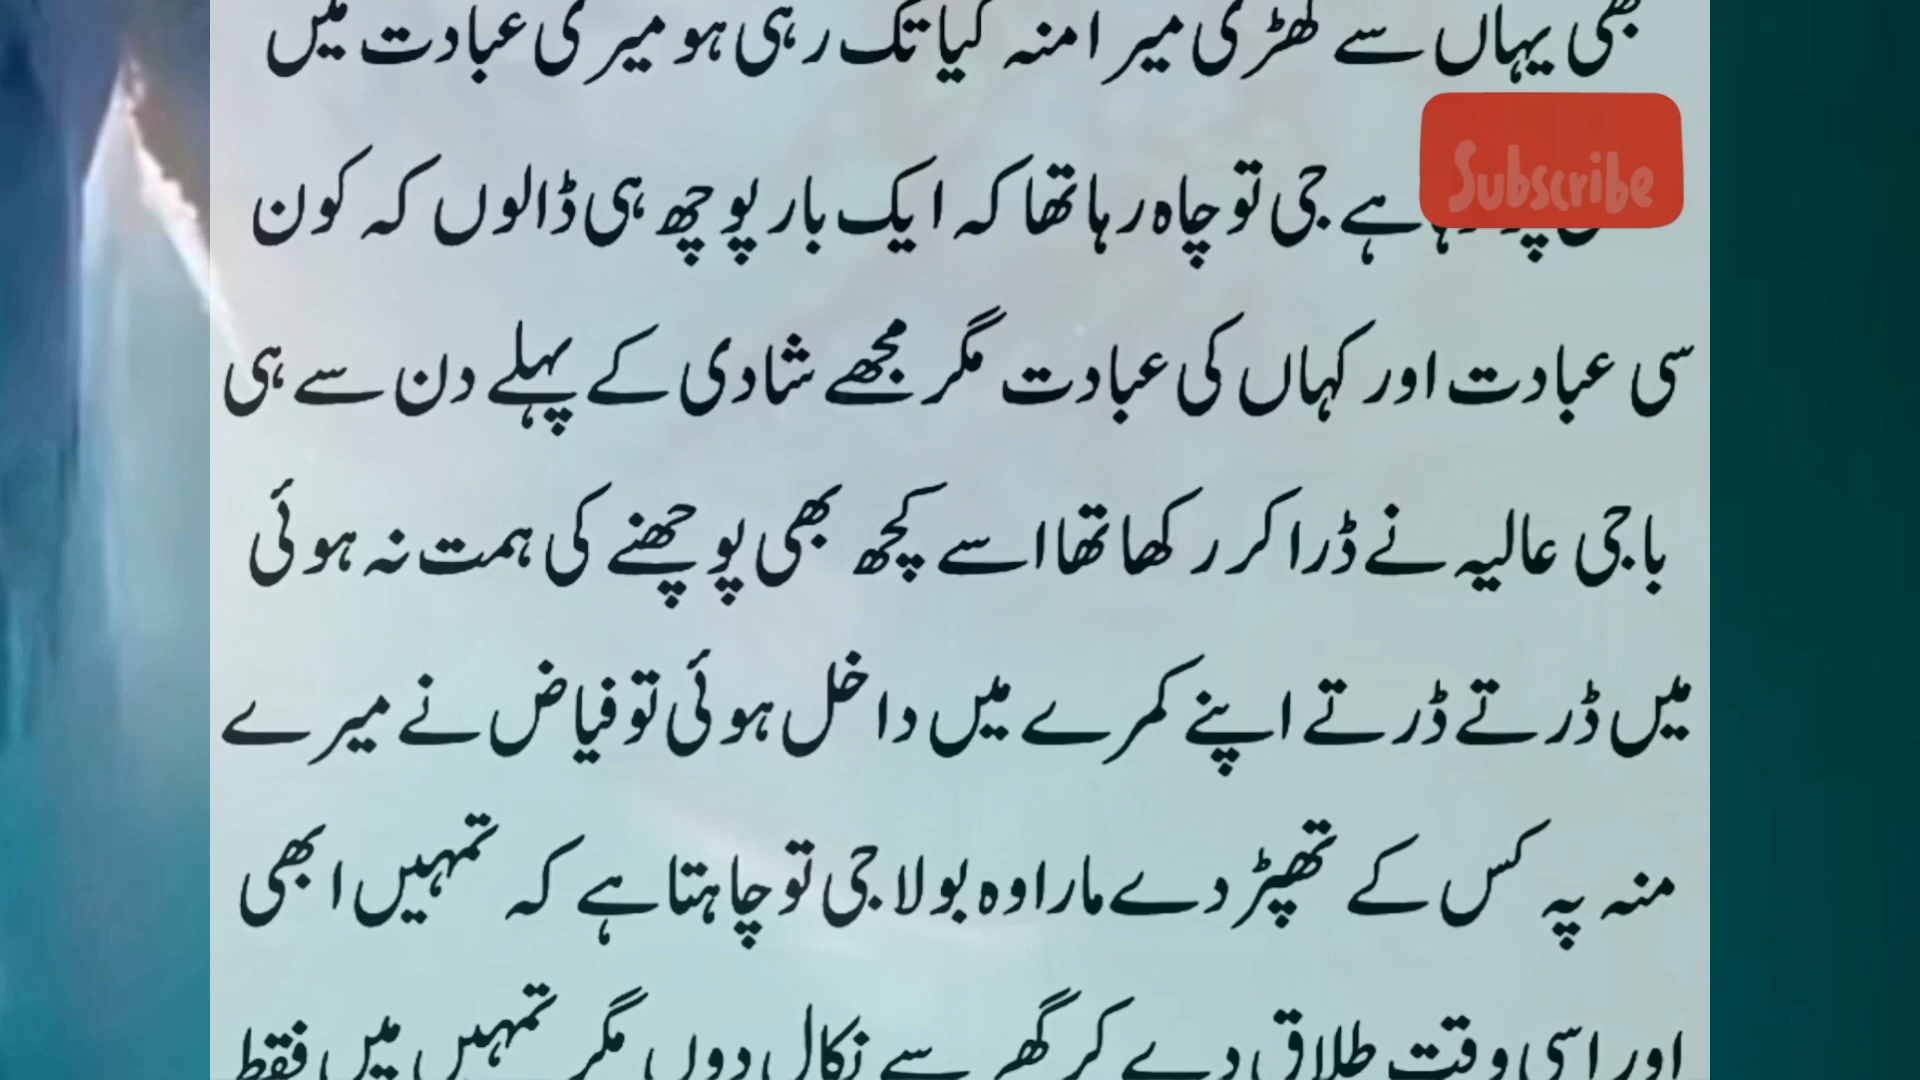 بھی یہاں سے کھڑی میرا منہ کیا تک رہی ہو میری عبادت میں
Subscribe
ہے جی تو چاہ رہا تھا کہ ایک بار پوچھ ہی ڈالوں کہ کون
سی عبادت اور کہاں کی عبادت مگر مجھے شادی کے پہلے دن سے ہی
باجی عالیہ نے ڈرا کر رکھا تھا اسے کچھ بھی پوچھنے کی ہمت نہ ہوئی
میں ڈرتے ڈرتے اپنے کمرے میں داخل ہوئی تو فیاض نے میرے
منہ پہ کس کے تھپڑ دے مارا وہ بولا جی تو چاہتا ہے کہ تمہیں ابھی
اور اسی وقت طلاق دے کر گھر سے نکال دوں مگر تمہیں میں فقط